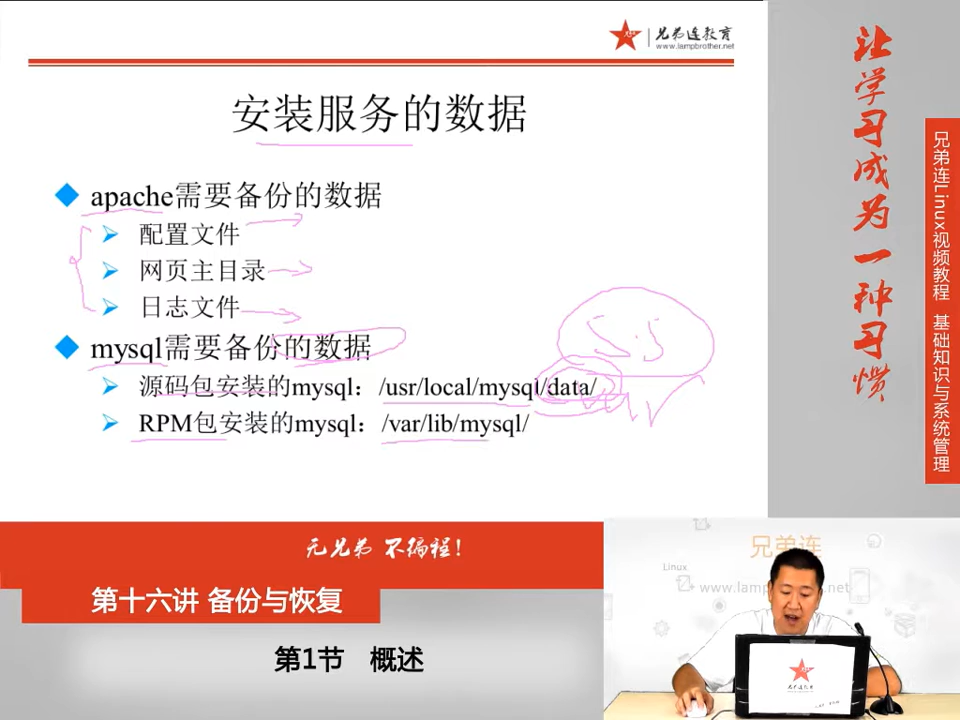 兄弟连教育
www.lampbrother.net
安装服务的数据
apache需要备份的数据
配置文件
网页主目录
日志文件
mysql需要备份的数据
源码包安装的mysql：/usr/local/mysql/data/
RPM包安装的mysql：/var/lib/mysql/
让学习成为一种习惯
兄弟连Linux视频教程 基础知识与系统管理
无兄弟 不编程！
第十六讲 备份与恢复
第1节 概述
兄弟连
Linux
www.lamp
net